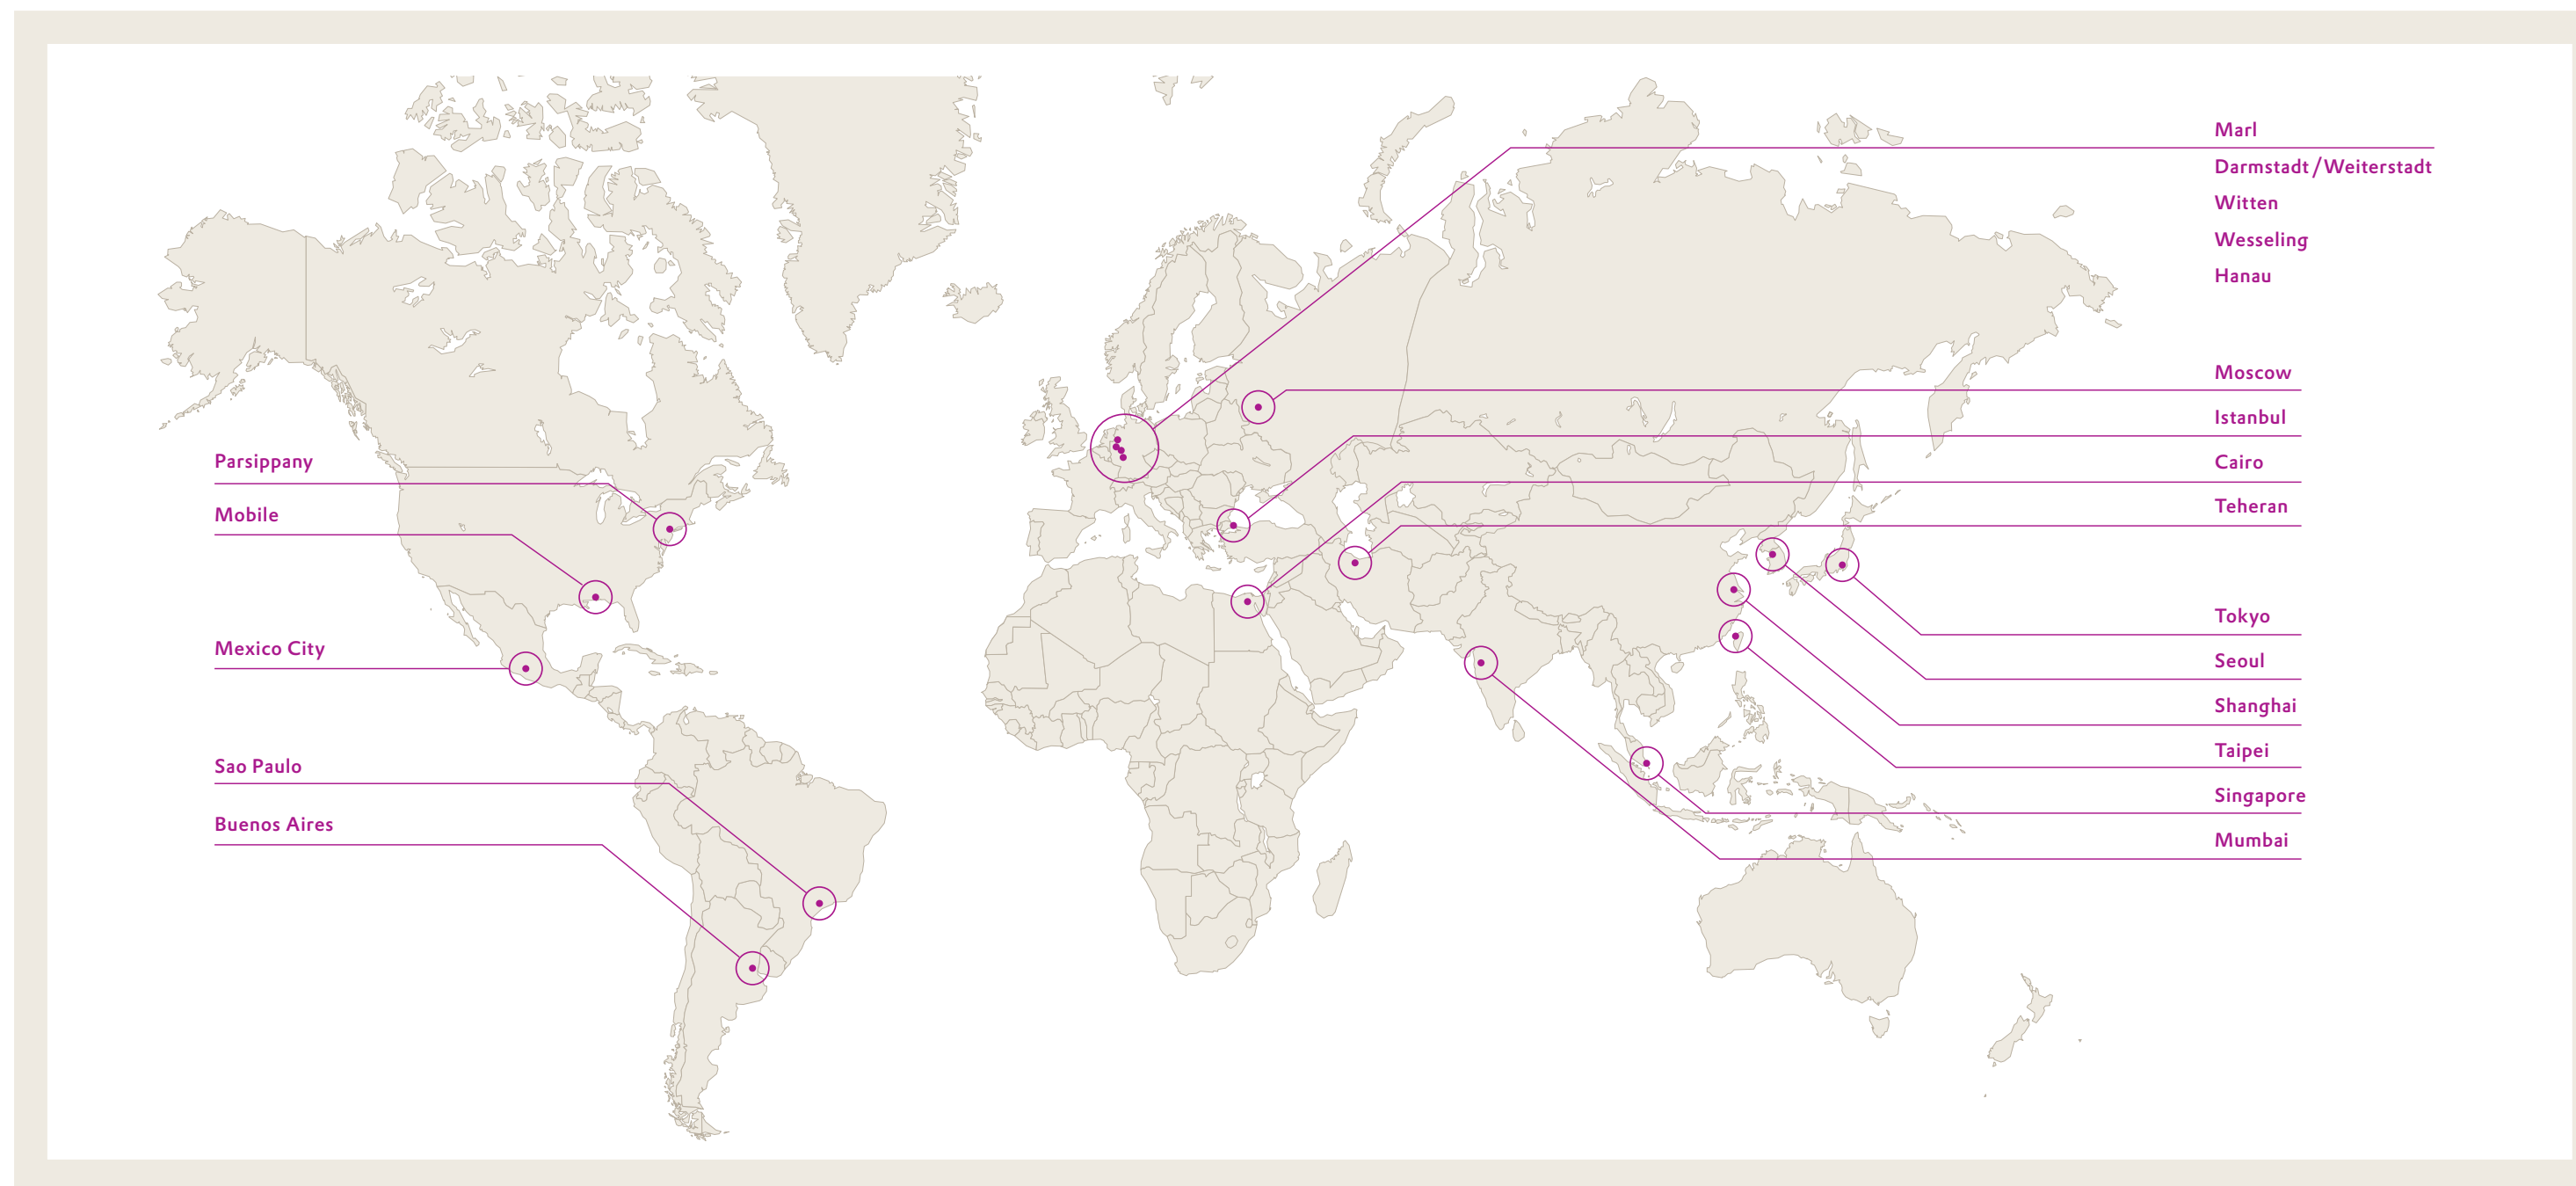 Parsippany
Mobile
Mexico City
Sao Paulo
Buenos Aires
Marl
Darmstadt / Weiterstadt
Witten
Wesseling
Hanau
Moscow
Istanbul
Cairo
Teheran
Tokyo
Seoul
Shanghai
Taipei
Singapore
Mumbai